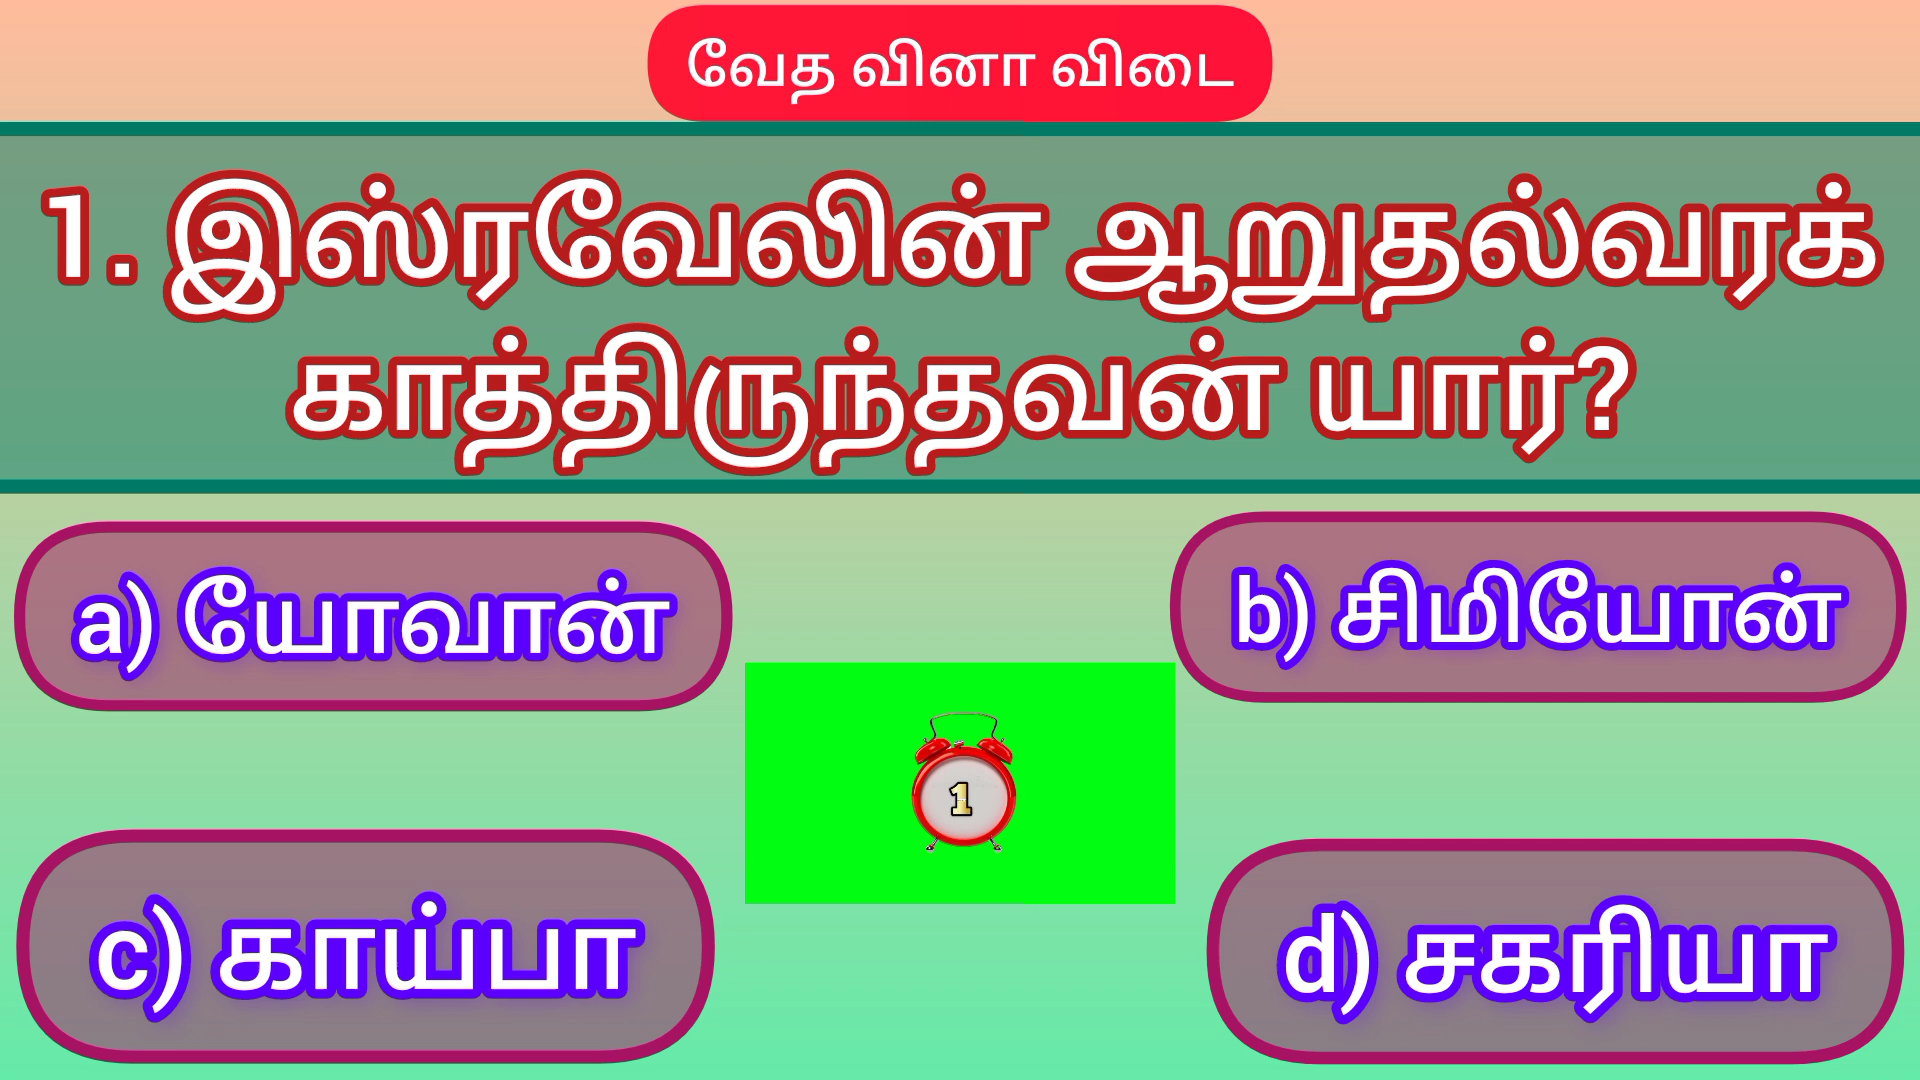 வேத வினா விடை
1. இஸ்ரவேலின் ஆறுதல்வரக்
காத்திருந்தவன் யார்?
a) யோவான்
b) சிமியோன்
1
c) காய்பா
d) சகரியா